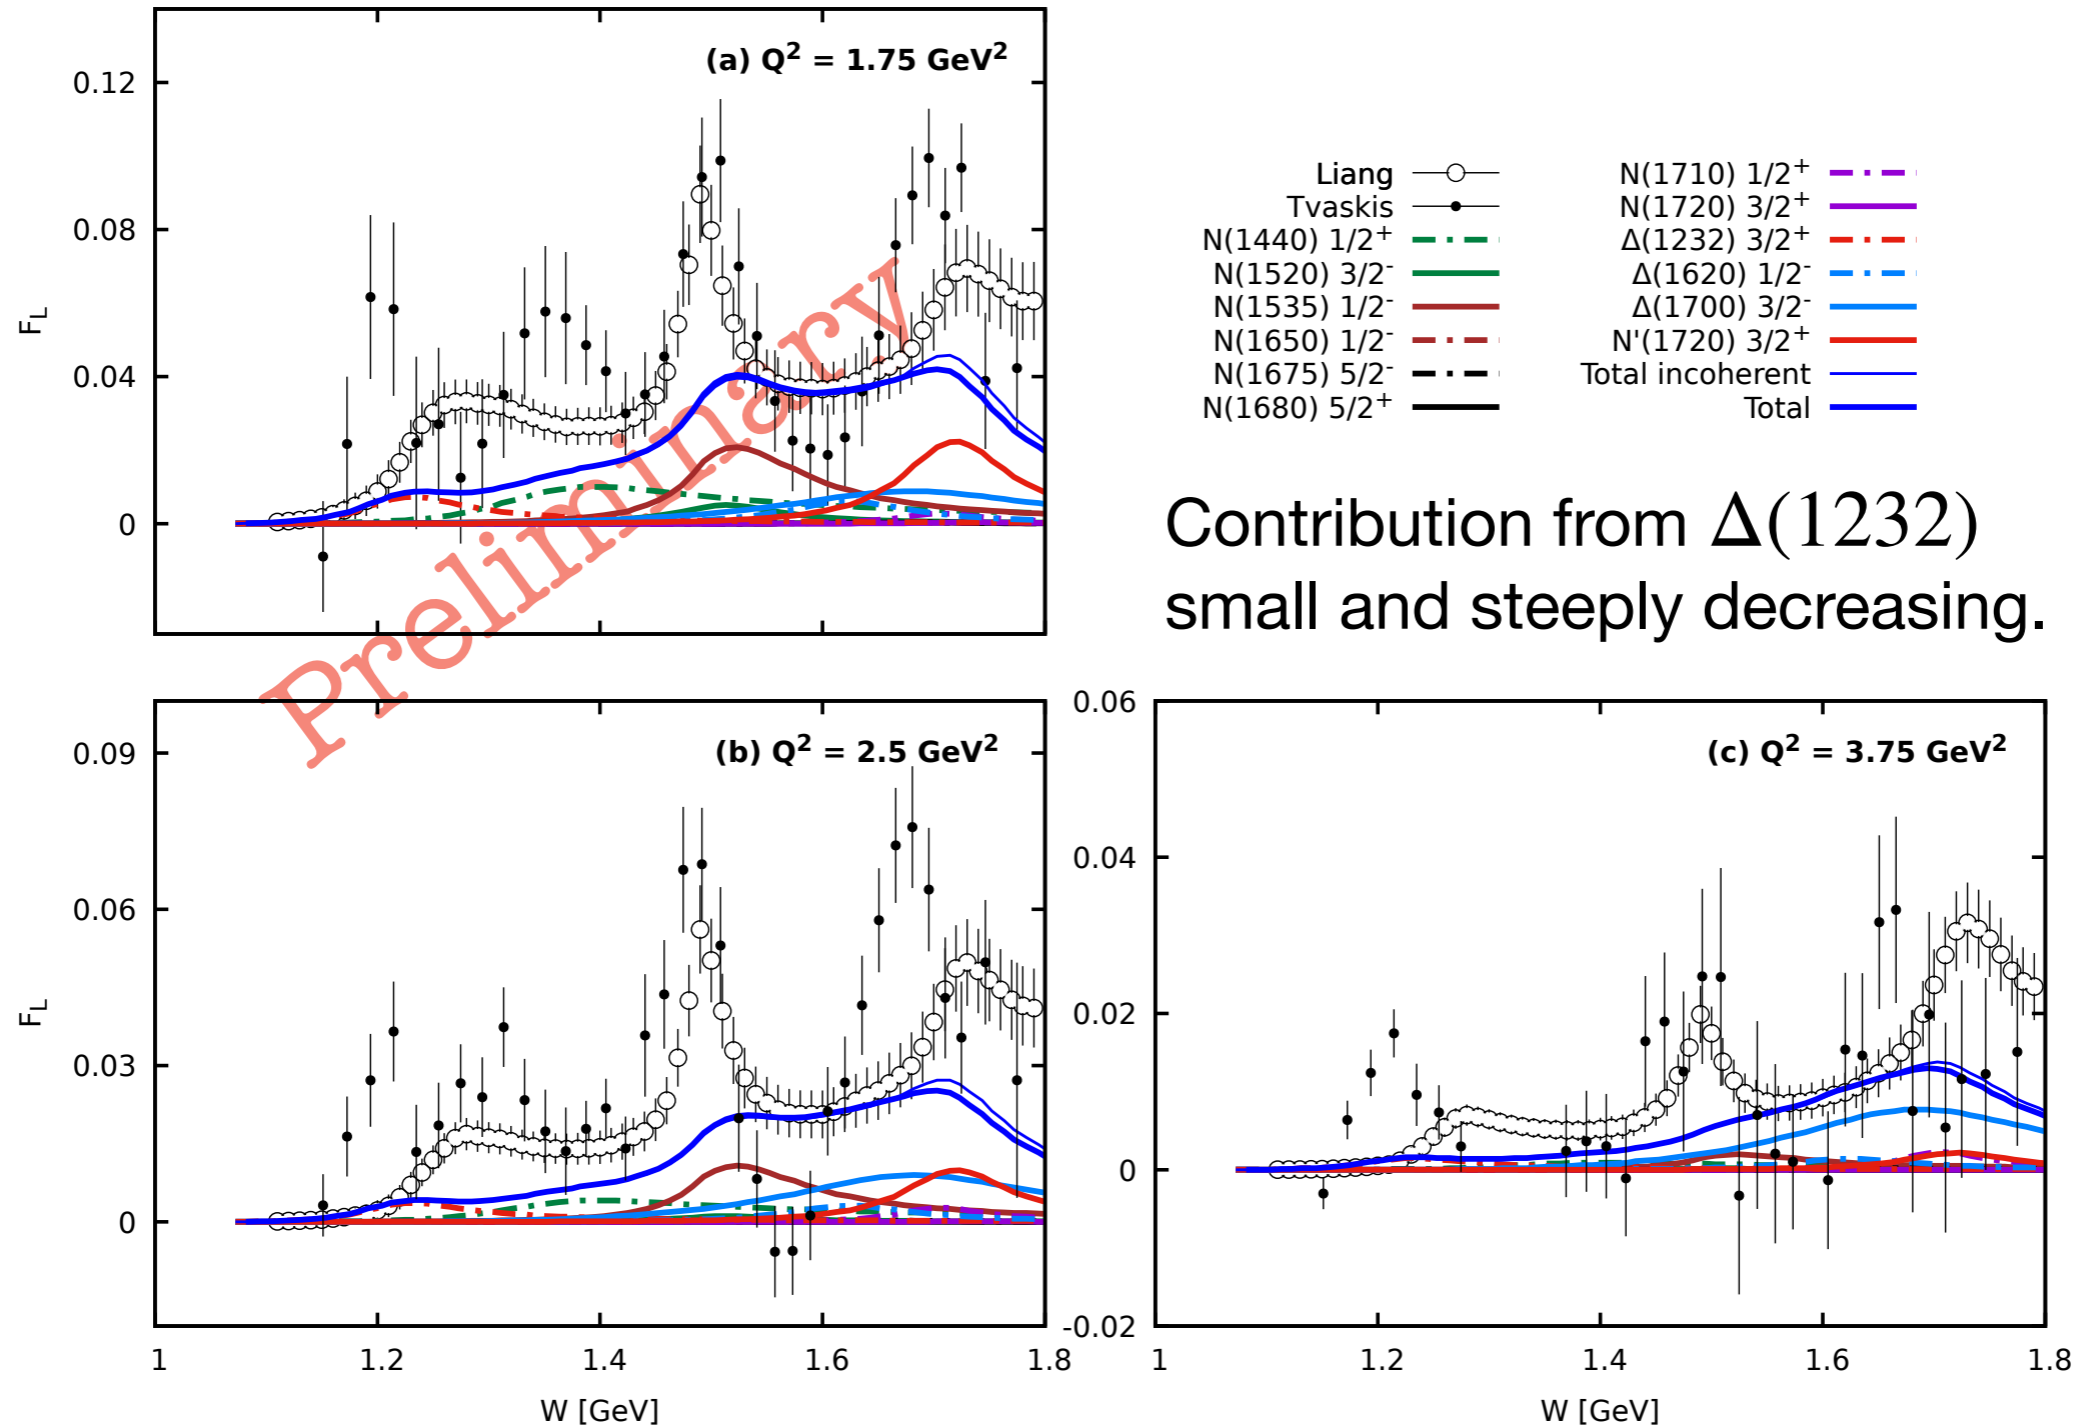 (a) Q² = 1.75 GeV²
0.12
0.08
0.04
0
F_L
Preliminary
Liang
Tvaskis
N(1440) 1/2⁺
N(1520) 3/2⁻
N(1535) 1/2⁻
N(1650) 1/2⁻
N(1675) 5/2⁻
N(1680) 5/2⁺
N(1710) 1/2⁺
N(1720) 3/2⁺
Δ(1232) 3/2⁺
Δ(1620) 1/2⁻
Δ(1700) 3/2⁻
N'(1720) 3/2⁺
Total incoherent
Total
Contribution from Δ(1232)
small and steeply decreasing.
(b) Q² = 2.5 GeV²
0.09
0.06
0.03
0
F_L
1 1.2 1.4 1.6 1.8
W [GeV]
(c) Q² = 3.75 GeV²
0.06
0.04
0.02
0
-0.02
1 1.2 1.4 1.6 1.8
W [GeV]